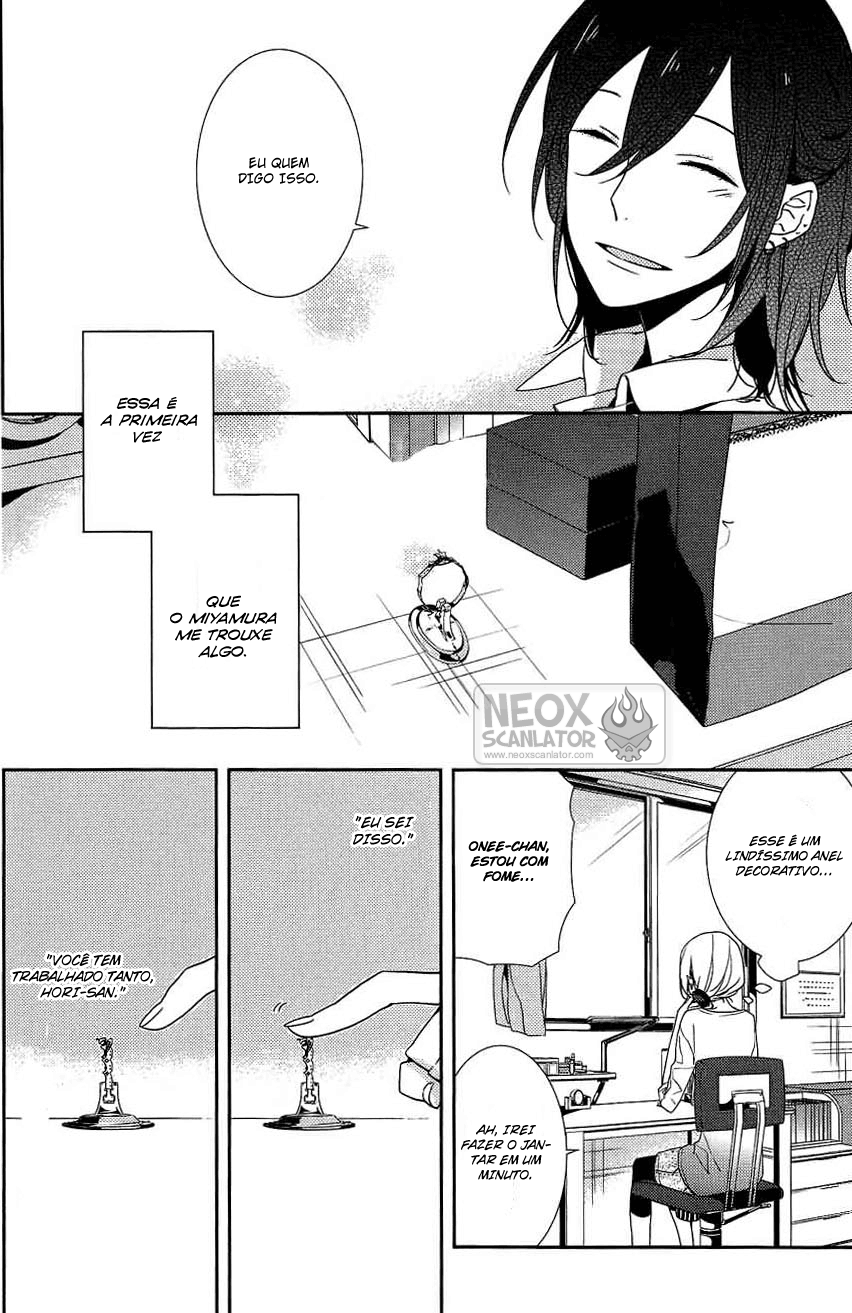 EU QUEM
DIGO ISSO.
ESSA É
A PRIMEIRA
VEZ
QUE
O MIYAMURA
ME TROUXE
ALGO.
NEOX
SCANLATOR
www.neoxscanlator.com
ESSE É UM
LINDÍSSIMO ANEL
DECORATIVO...
ONEE-CHAN,
ESTOU COM
FOME...
AH, IREI
FAZER O JAN-
TAR EM UM
MINUTO.
"EU SEI
DISSO."
"VOCÊ TEM
TRABALHADO TANTO,
HORI-SAN."